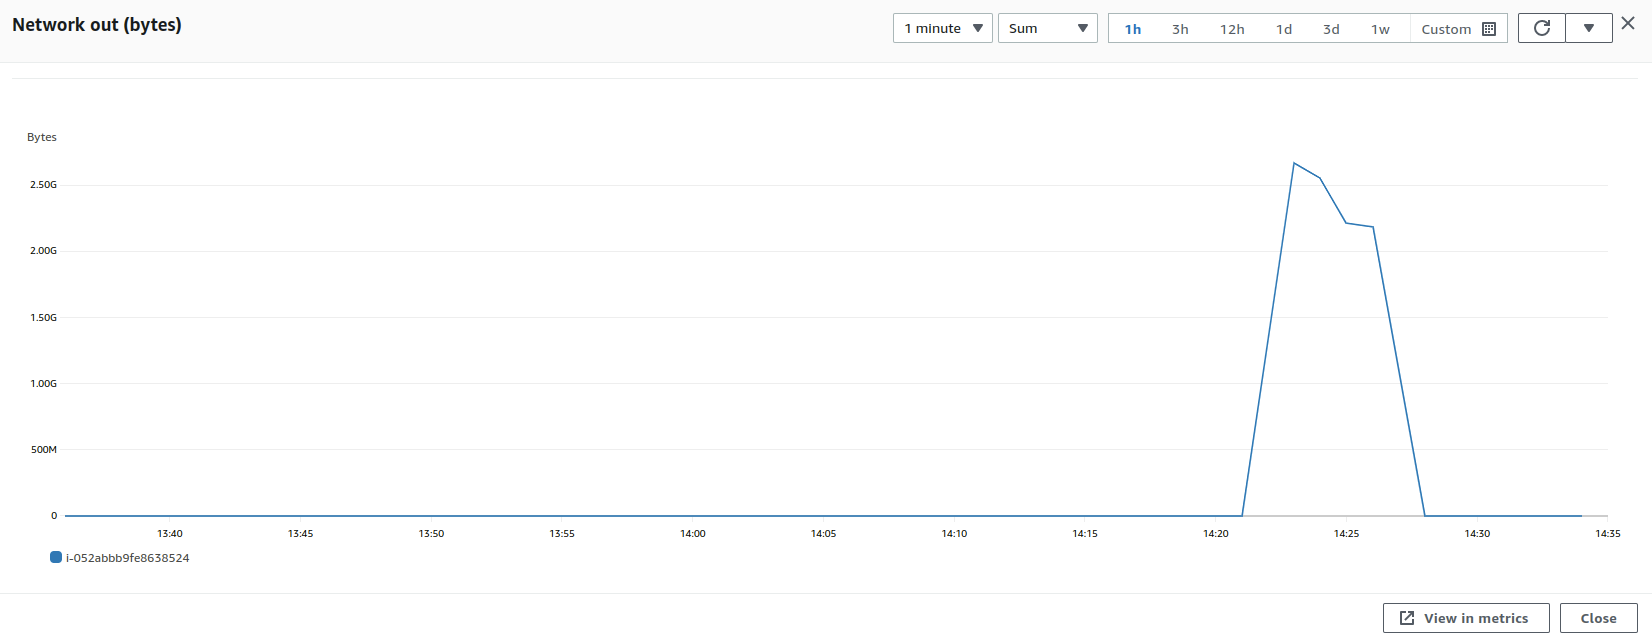 Network out (bytes)
1 minute Sum 1h 3h 12h 1d 3d 1w Custom
Bytes
2.50G
2.00G
1.50G
1.00G
500M
0
13:40 13:45 13:50 13:55 14:00 14:05 14:10 14:15 14:20 14:25 14:30 14:35
i-052abbb9fe8638524
View in metrics Close